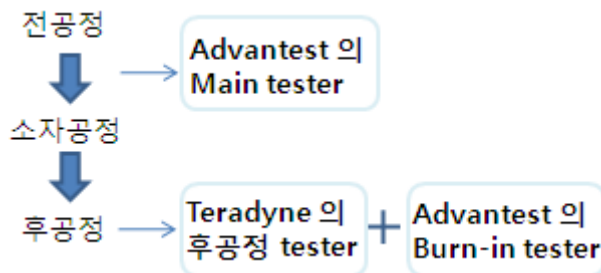 전공정
Advantest 의
Main tester
소자공정
후공정
Teradyne 의
후공정 tester
+
Advantest 의
Burn-in tester